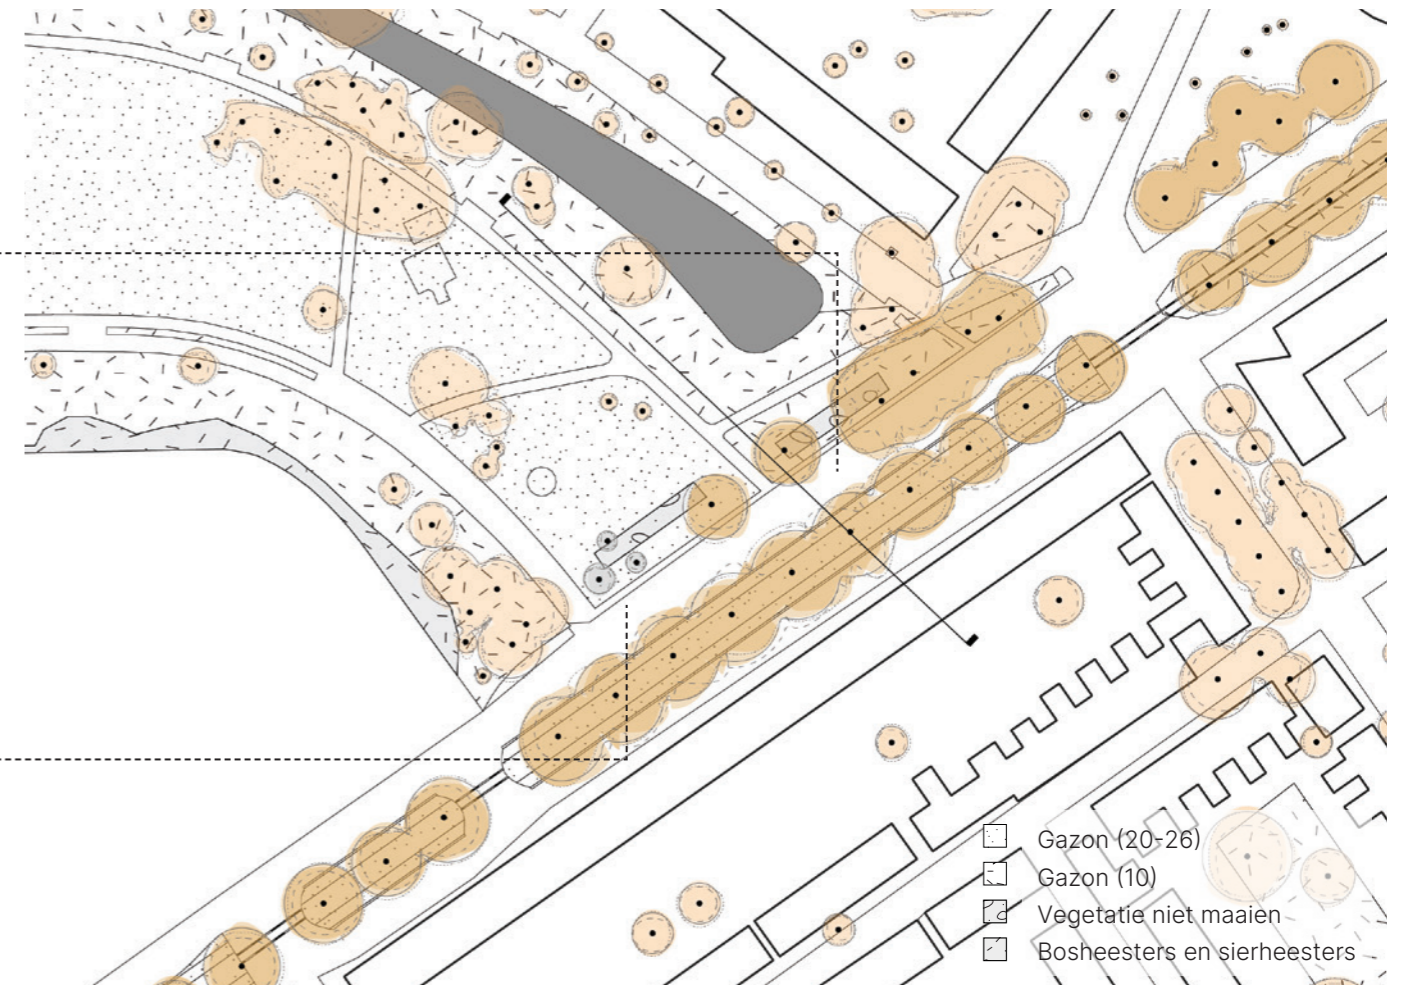 Gazon (20-26)
Gazon (10)
Vegetatie niet maaien
Bosheesters en sierheesters